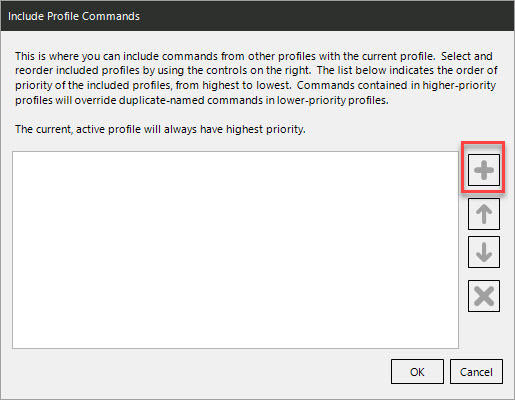 Include Profile Commands
This is where you can include commands from other profiles with the current profile.  Select and
reorder included profiles by using the controls on the right.  The list below indicates the order of
priority of the included profiles, from highest to lowest.  Commands contained in higher-priority
profiles will override duplicate-named commands in lower-priority profiles.
The current, active profile will always have highest priority.
OK
Cancel